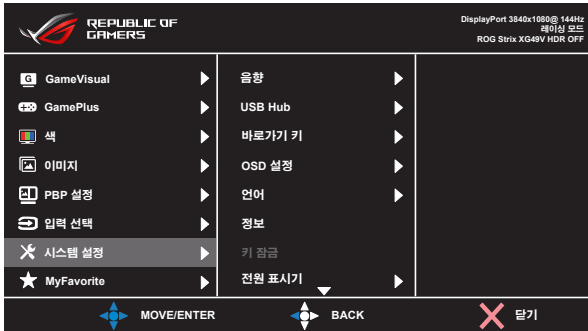 REPUBLIC OF
GAMERS
DisplayPort 3840x1080@ 144Hz
레이싱 모드
ROG Strix XG49V HDR OFF
G GameVisual
GamePlus
색
이미지
PBP 설정
입력 선택
시스템 설정
MyFavorite
음향
USB Hub
바로가기 키
OSD 설정
언어
정보
키 잠금
전원 표시기
MOVE/ENTER
BACK
닫기